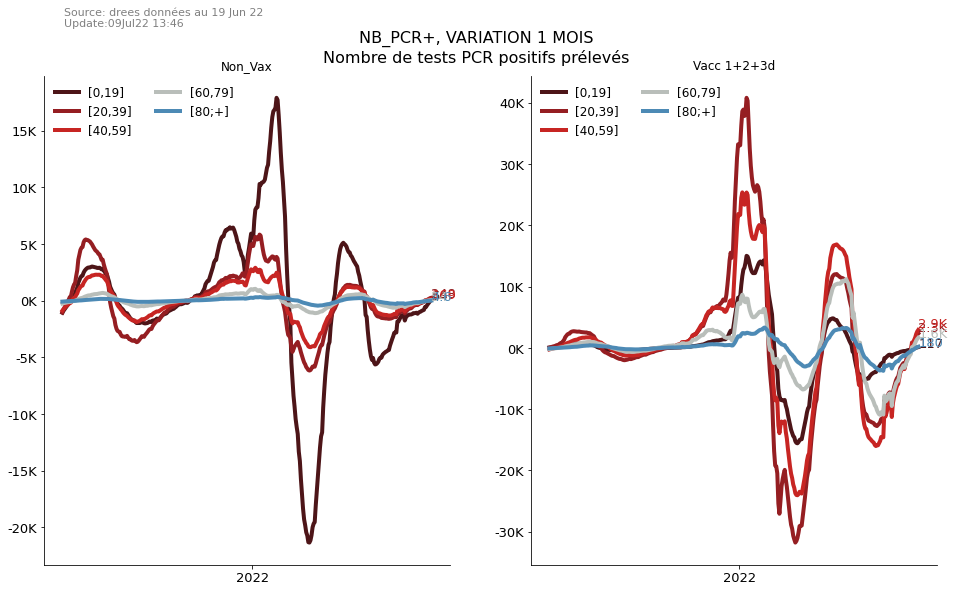 Source: drees données au 19 Jun 22
Update:09Jul22 13:46
NB_PCR+, VARIATION 1 MOIS
Nombre de tests PCR positifs prélevés
Non_Vax
[0,19]
[20,39]
[40,59]
[60,79]
[80;+]
15K
10K
5K
0K
-5K
-10K
-15K
-20K
2022
Vacc 1+2+3d
[0,19]
[20,39]
[40,59]
[60,79]
[80;+]
40K
30K
20K
10K
0K
-10K
-20K
-30K
2.9K
117
2022